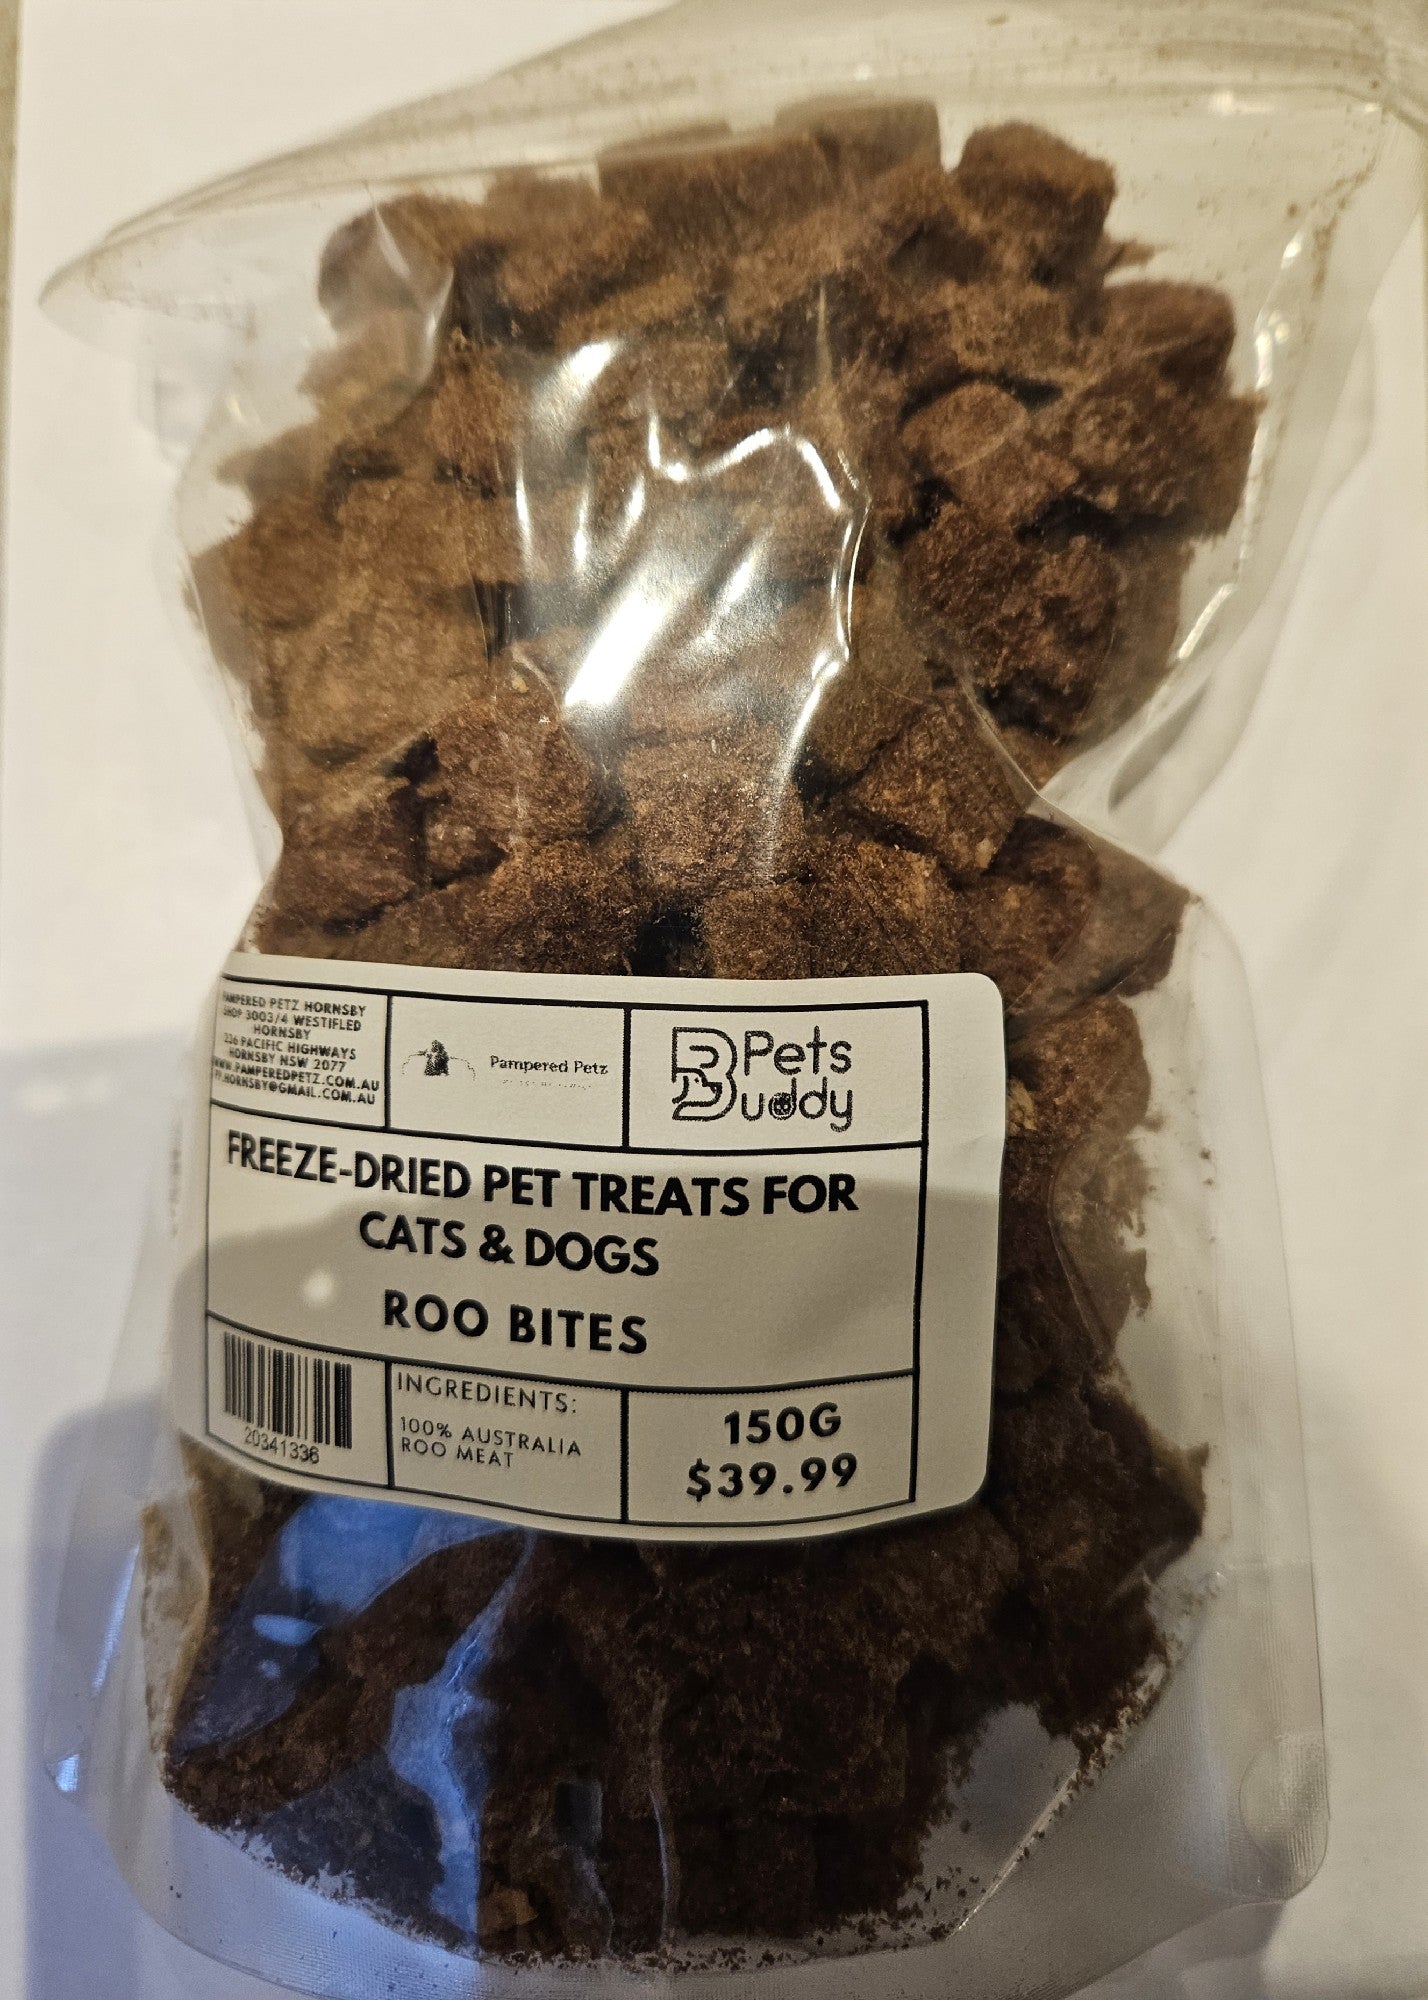 PAMPERED PETZ HORNSBY
SHOP 3003/4 WESTIFLED
HORNSBY
236 PACIFIC HIGHWAYS
HORNSBY NSW 2077
WWW.PAMPEREDPETZ.COM.AU
PP.HORNSBY@GMAIL.COM.AU
Pampered Petz
Pets
Buddy
FREEZE-DRIED PET TREATS FOR
CATS & DOGS
ROO BITES
20341336
INGREDIENTS:
100% AUSTRALIA
ROO MEAT
150G
$39.99